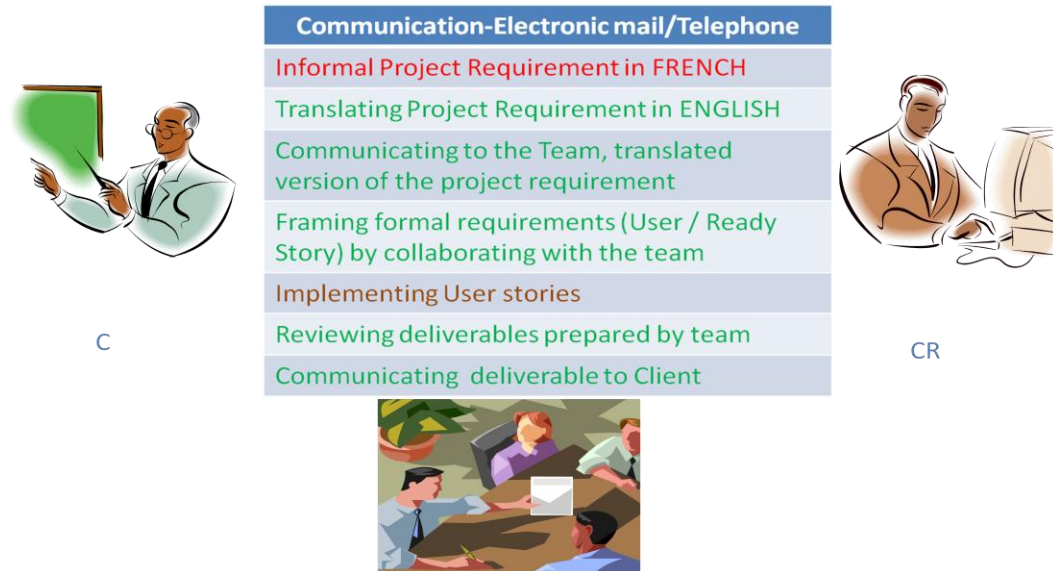 Communication-Electronic mail/Telephone
Informal Project Requirement in FRENCH
Translating Project Requirement in ENGLISH
Communicating to the Team, translated
version of the project requirement
Framing formal requirements (User / Ready
Story) by collaborating with the team
Implementing User stories
Reviewing deliverables prepared by team
Communicating deliverable to Client
C
CR